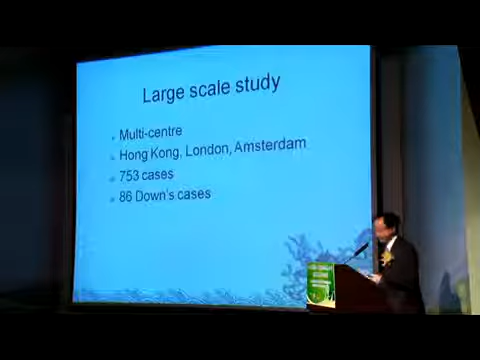 Large scale study
Multi-centre
Hong Kong, London, Amsterdam
753 cases
86 Down's cases